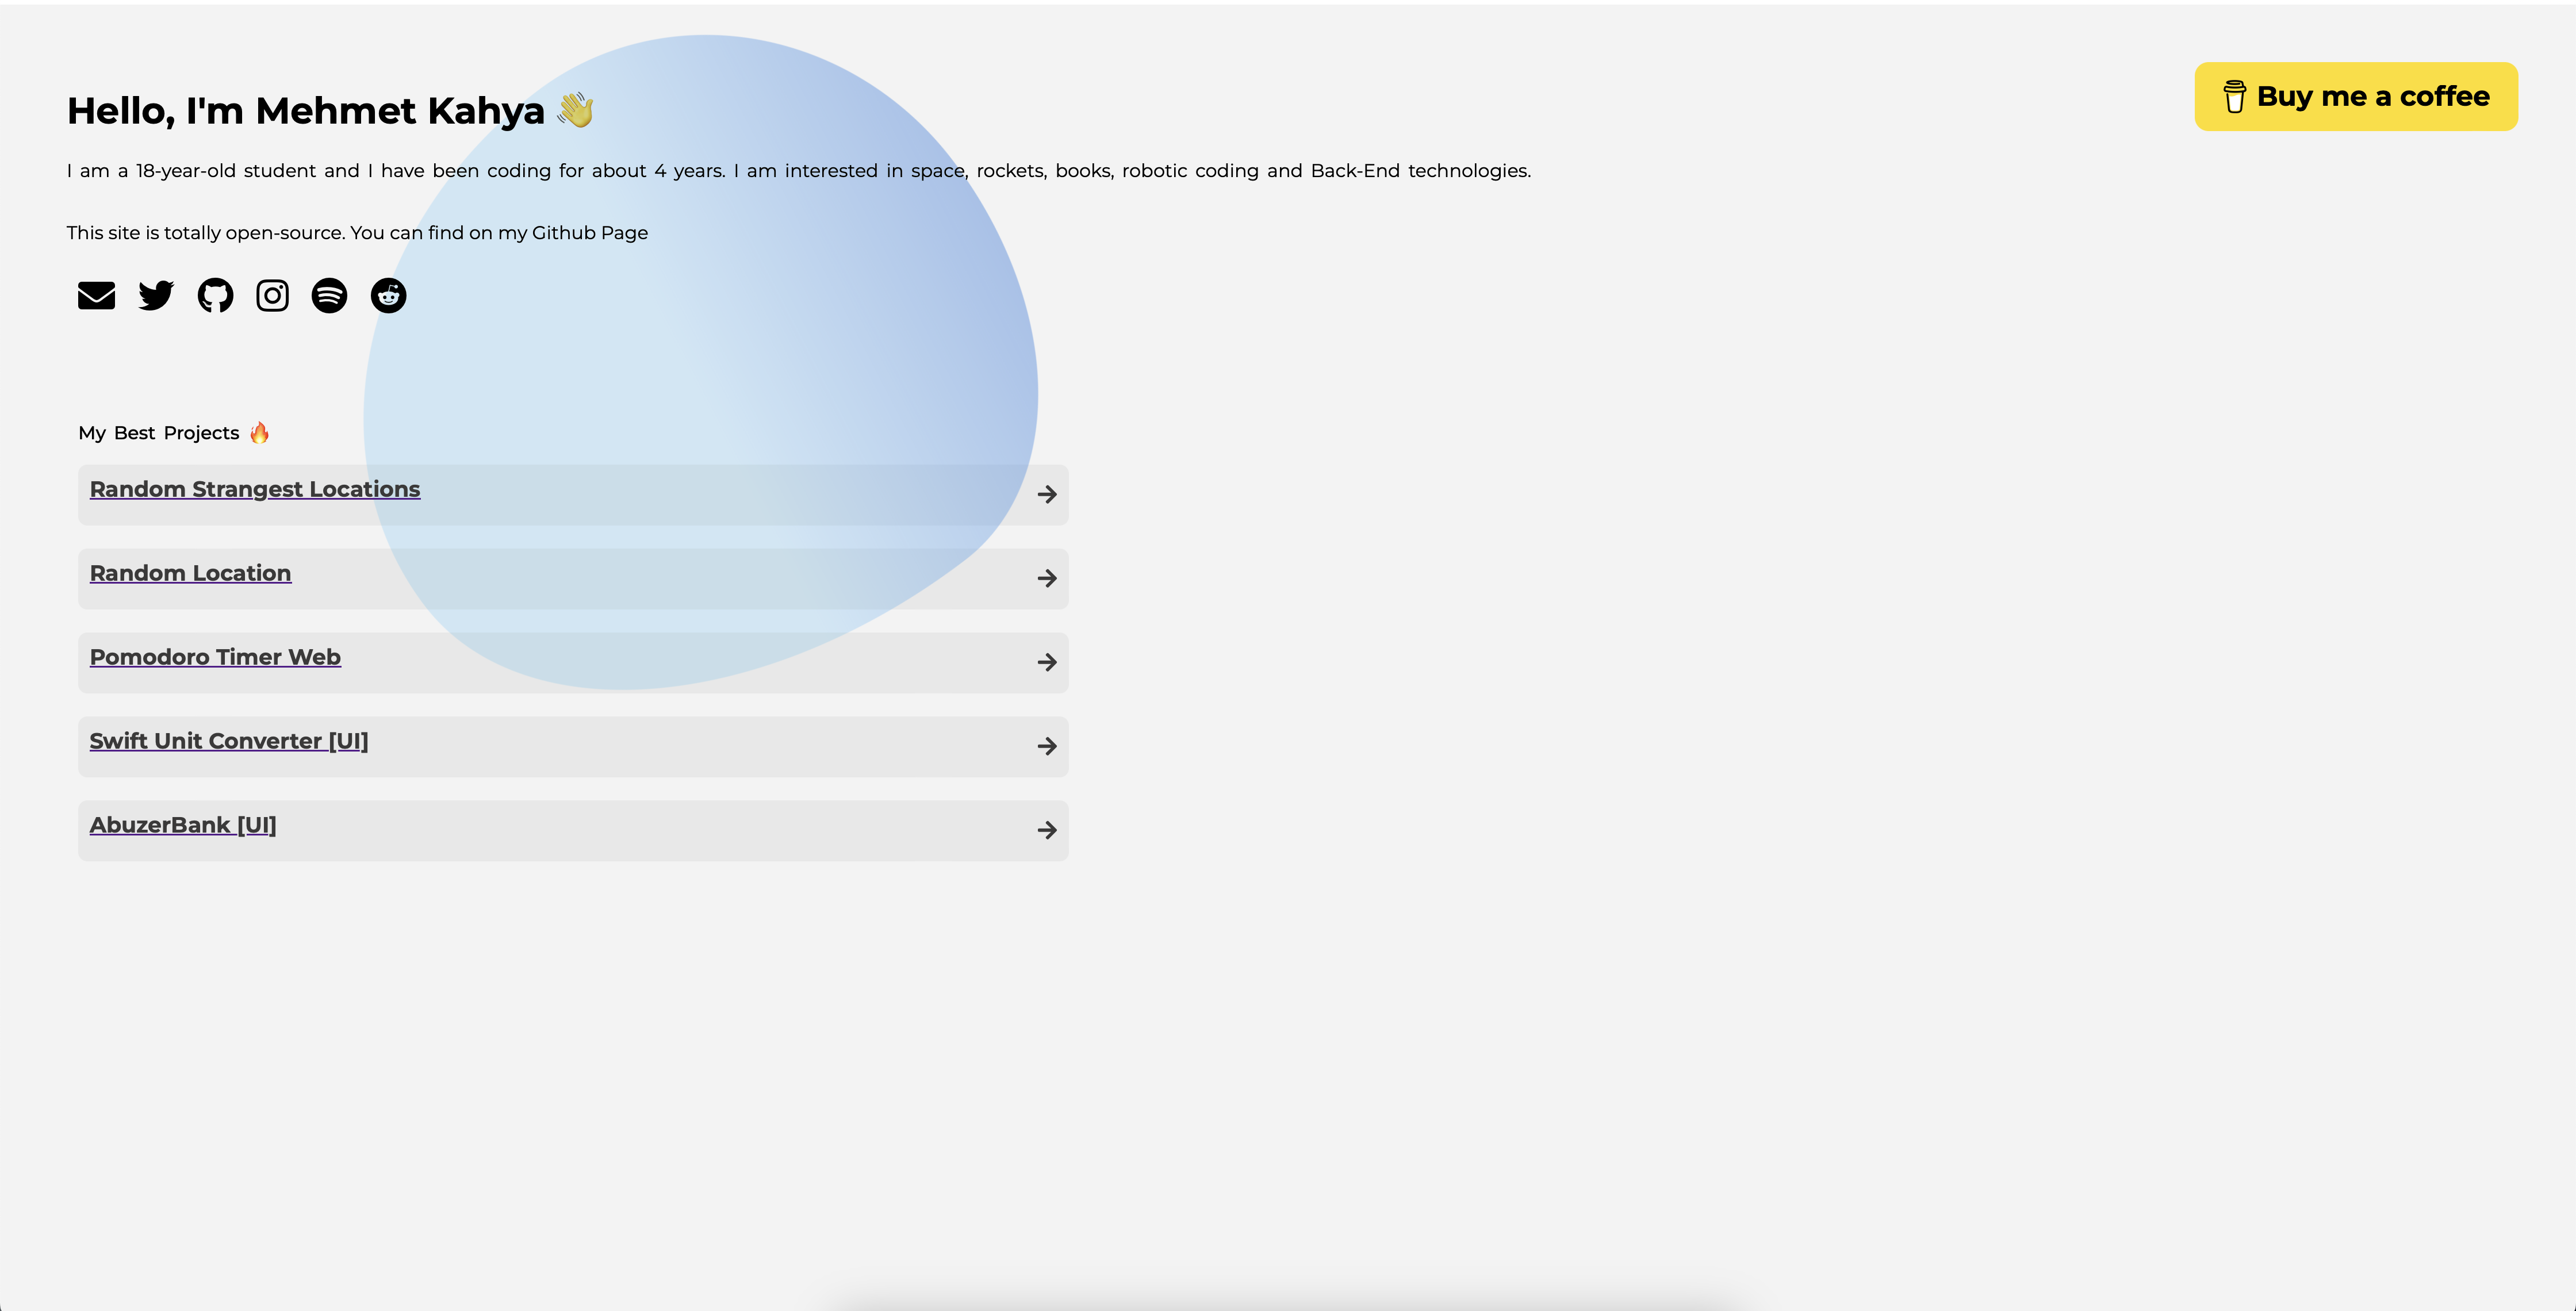 Hello, I'm Mehmet Kahya 👋
Buy me a coffee
I am a 18-year-old student and I have been coding for about 4 years. I am interested in space, rockets, books, robotic coding and Back-End technologies.
This site is totally open-source. You can find on my Github Page
My Best Projects 🔥
Random Strangest Locations
Random Location
Pomodoro Timer Web
Swift Unit Converter [UI]
AbuzerBank [UI]